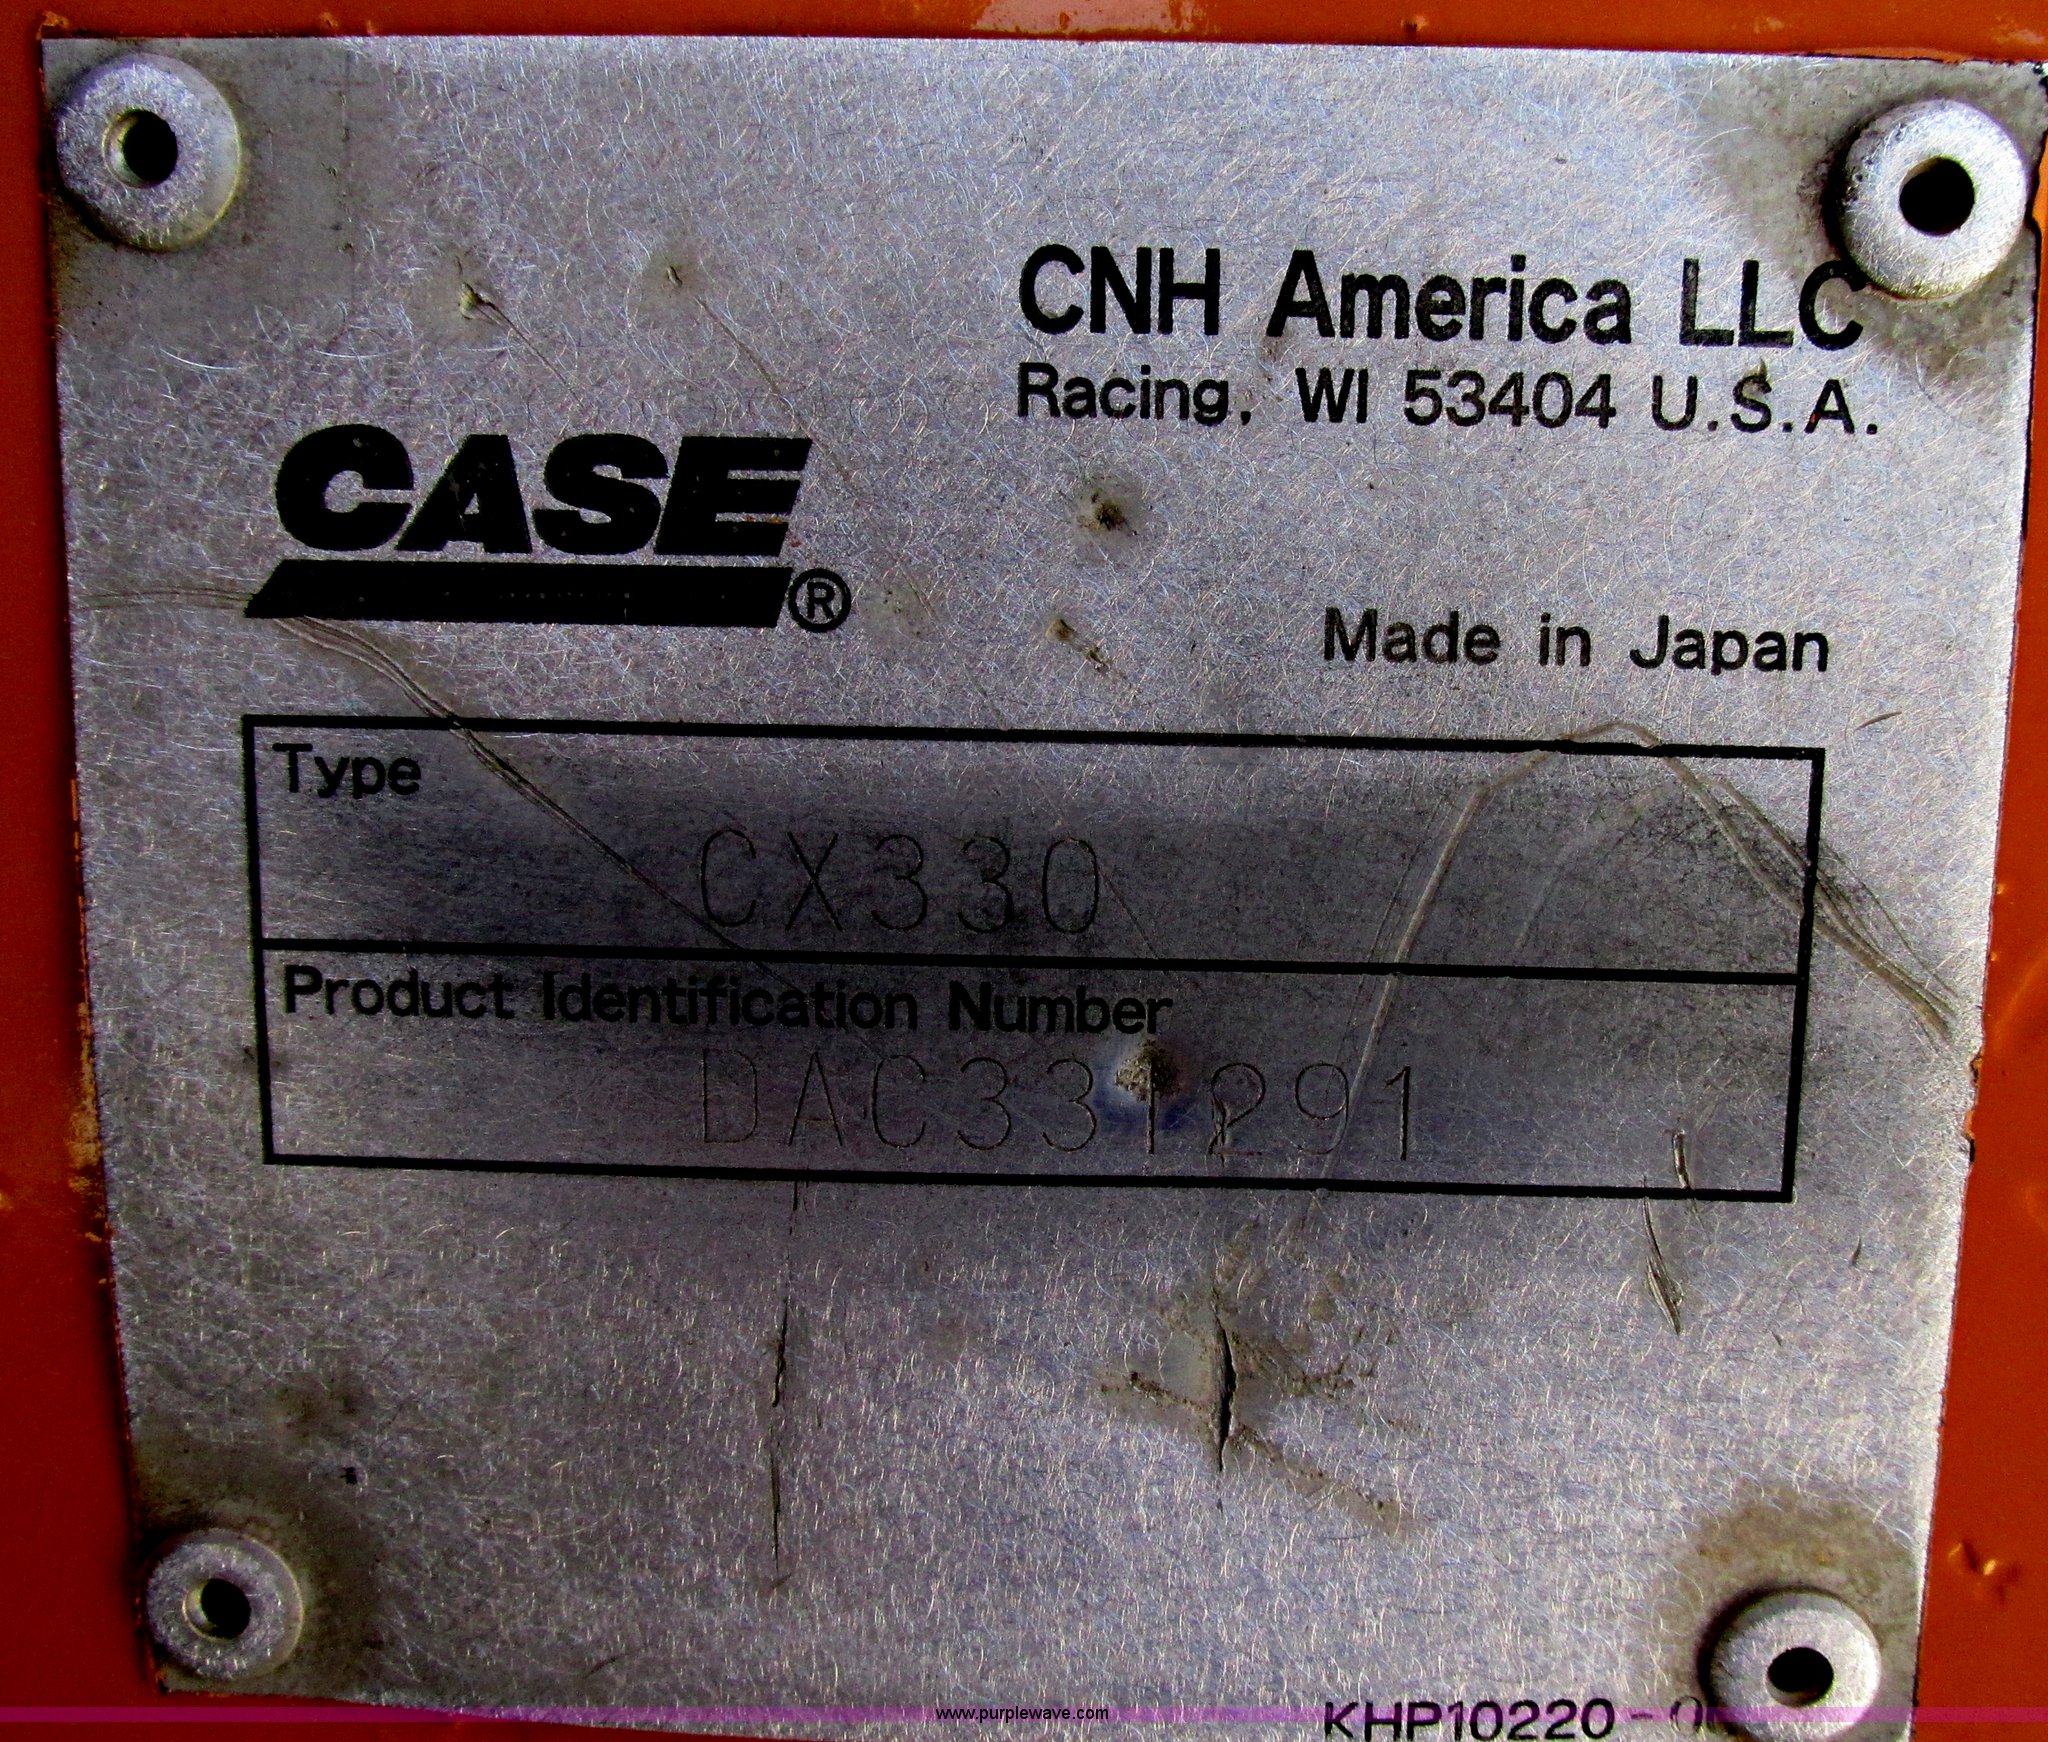 CNH America LLC
Racing, WI 53404 U.S.A.
CASE®
Made in Japan
Type
CX330
Product Identification Number
DAC331291
www.purplewave.com
KHP10220-